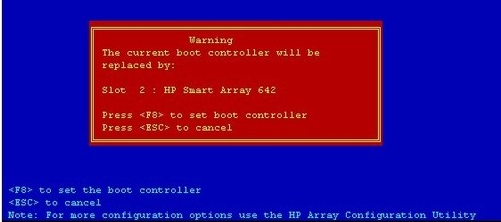 Warning
The current boot controller will be
replaced by:
Slot  2 : HP Smart Array 642
Press <F8> to set boot controller
Press <ESC> to cancel
<F8> to set the boot controller
<ESC> to cancel
Note: For more configuration options use the HP Array Configuration Utility